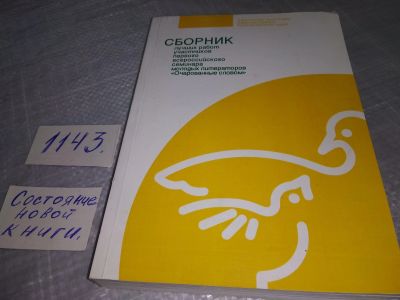 СБОРНИК
лучших работ
участников
первого
всероссийского
семинара
молодых литераторов
«Очарованные словом»
1143.
Состояние
новой
книги.